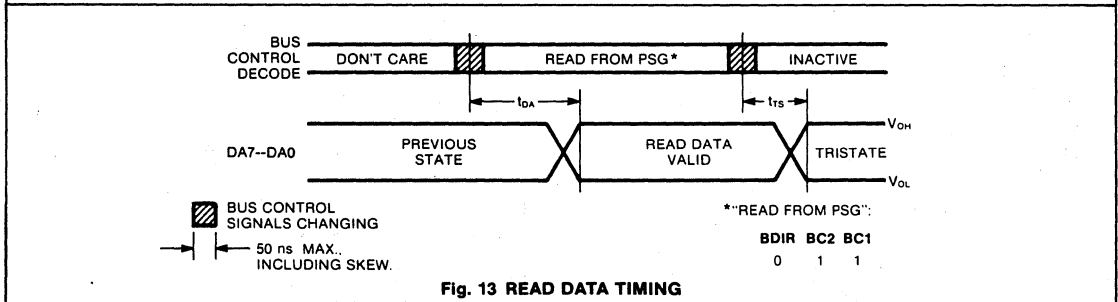 BUS
CONTROL
DECODE
DON'T CARE
READ FROM PSG*
INACTIVE
tDA
tTS
DA7--DA0
PREVIOUS
STATE
READ DATA
VALID
TRISTATE
VOH
VOL
BUS CONTROL
SIGNALS CHANGING
50 ns MAX.,
INCLUDING SKEW.
*"READ FROM PSG":
BDIR BC2 BC1
0 1 1
Fig. 13 READ DATA TIMING